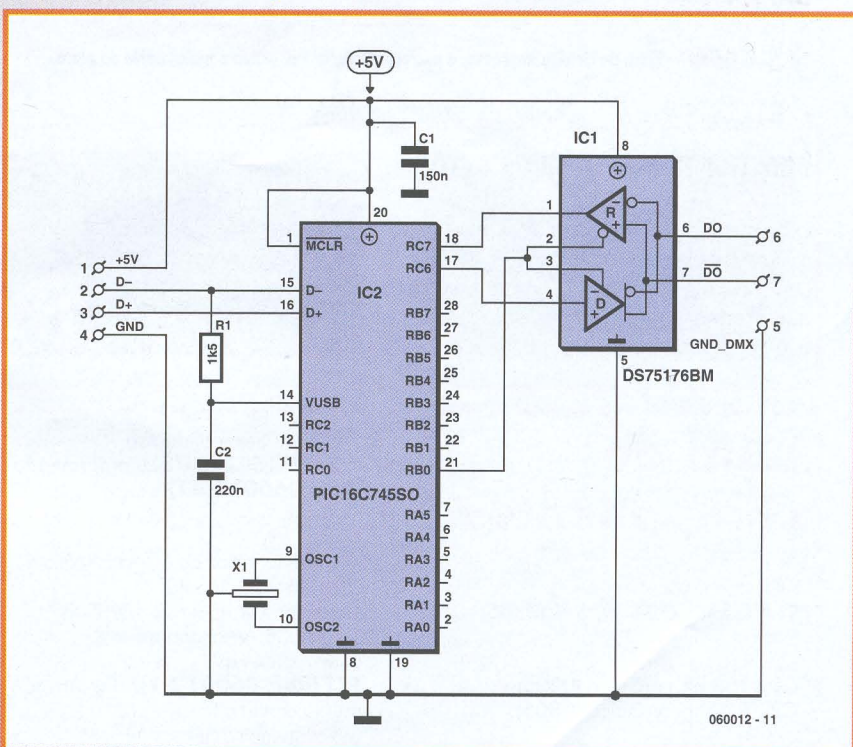 +5V
IC1
C1
150n
8
20
1 MCLR
RC7 18
1
R
6 DO 6
2
1 +5V
RC6 17
3
2 D–
15 D–
IC2
7 DO 7
3 D+
16 D+
4
D
4 GND
RB7 28
5
R1
RB6 27
GND_DMX
1k5
RB5 26
5
RB4 25
DS75176BM
14 VUSB
RB3 24
13 RC2
RB2 23
12 RC1
RB1 22
C2
11 RC0
RB0 21
220n
PIC16C745SO
RA5 7
RA4 6
9 OSC1
RA3 5
X1
RA2 4
RA1 3
10 OSC2
RA0 2
8
19
060012 - 11